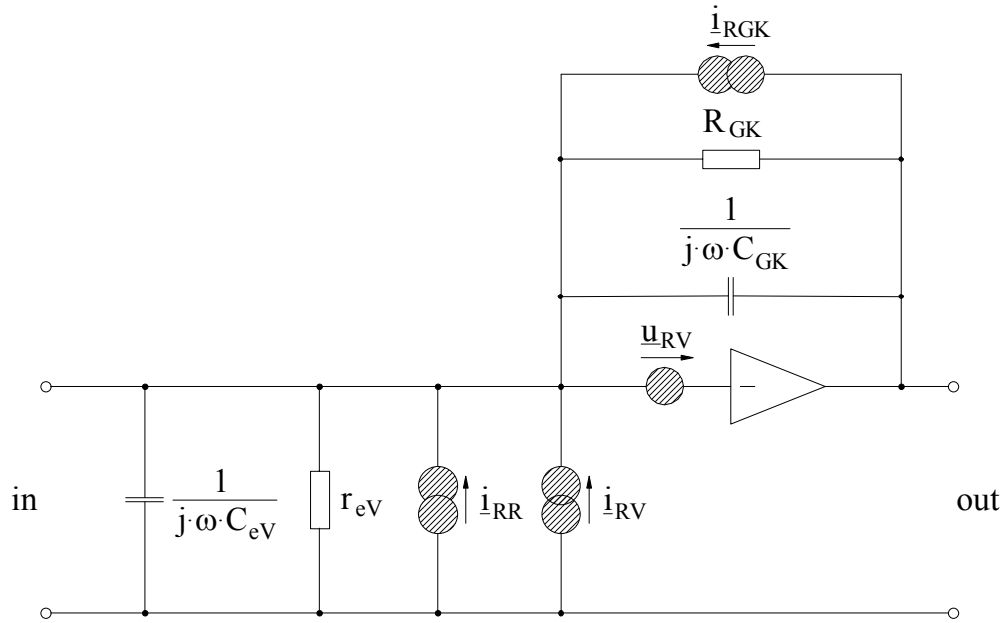 i_RGK
R_GK
1
j·ω·C_GK
u_RV
−
in
1
j·ω·C_eV
r_eV
i_RR
i_RV
out